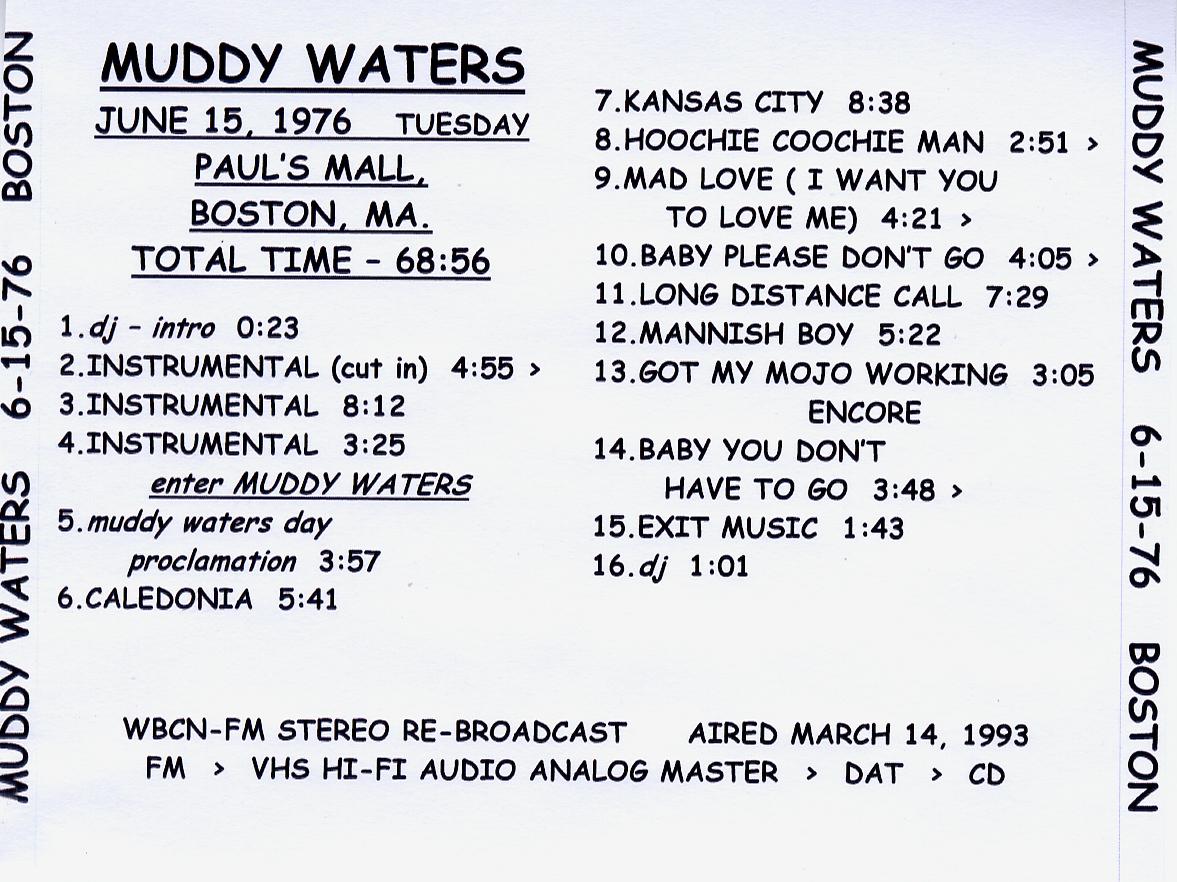 MUDDY WATERS 6-15-76 BOSTON
MUDDY WATERS
JUNE 15, 1976 TUESDAY
PAUL'S MALL,
BOSTON, MA.
TOTAL TIME - 68:56
1.dj - intro 0:23
2.INSTRUMENTAL (cut in) 4:55 >
3.INSTRUMENTAL 8:12
4.INSTRUMENTAL 3:25
enter MUDDY WATERS
5.muddy waters day
proclamation 3:57
6.CALEDONIA 5:41
7.KANSAS CITY 8:38
8.HOOCHIE COOCHIE MAN 2:51 >
9.MAD LOVE ( I WANT YOU
TO LOVE ME) 4:21 >
10.BABY PLEASE DON'T GO 4:05 >
11.LONG DISTANCE CALL 7:29
12.MANNISH BOY 5:22
13.GOT MY MOJO WORKING 3:05
ENCORE
14.BABY YOU DON'T
HAVE TO GO 3:48 >
15.EXIT MUSIC 1:43
16.dj 1:01
WBCN-FM STEREO RE-BROADCAST AIRED MARCH 14, 1993
FM > VHS HI-FI AUDIO ANALOG MASTER > DAT > CD
MUDDY WATERS 6-15-76 BOSTON